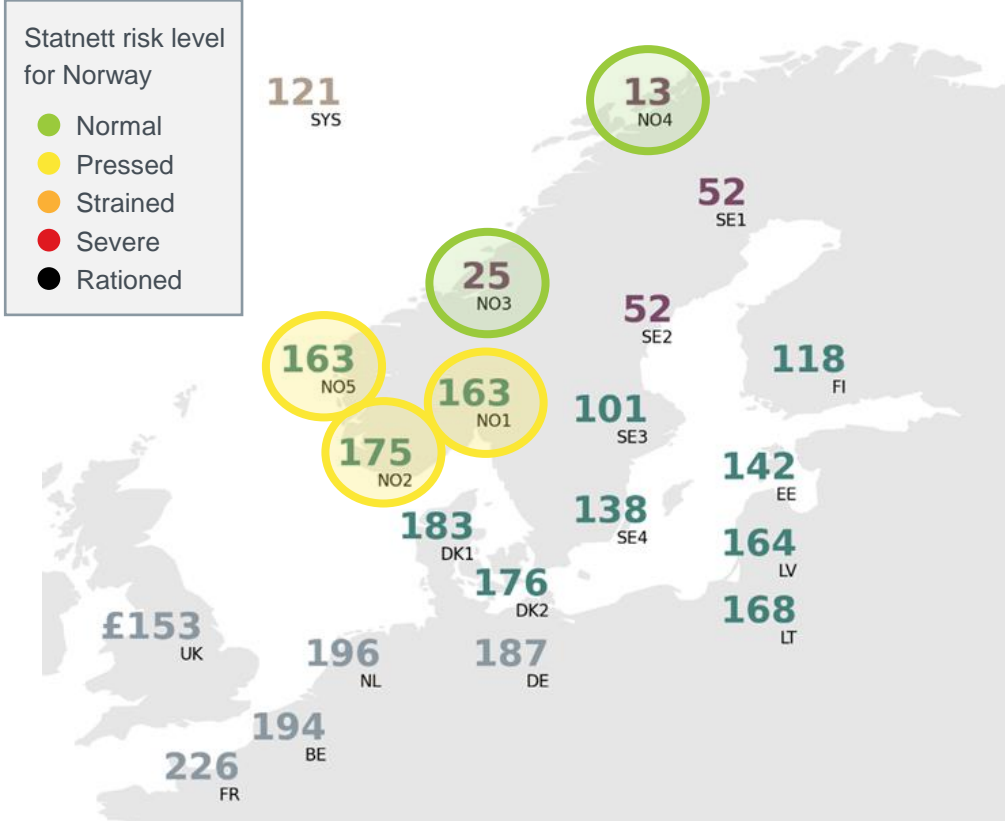 Statnett risk level
for Norway
Normal
Pressed
Strained
Severe
Rationed
121
SYS
13
NO4
52
SE1
25
NO3
52
SE2
163
NO5
118
FI
163
NO1
101
SE3
175
NO2
142
EE
138
SE4
183
DK1
164
LV
176
DK2
168
LT
£153
UK
196
NL
187
DE
194
BE
226
FR